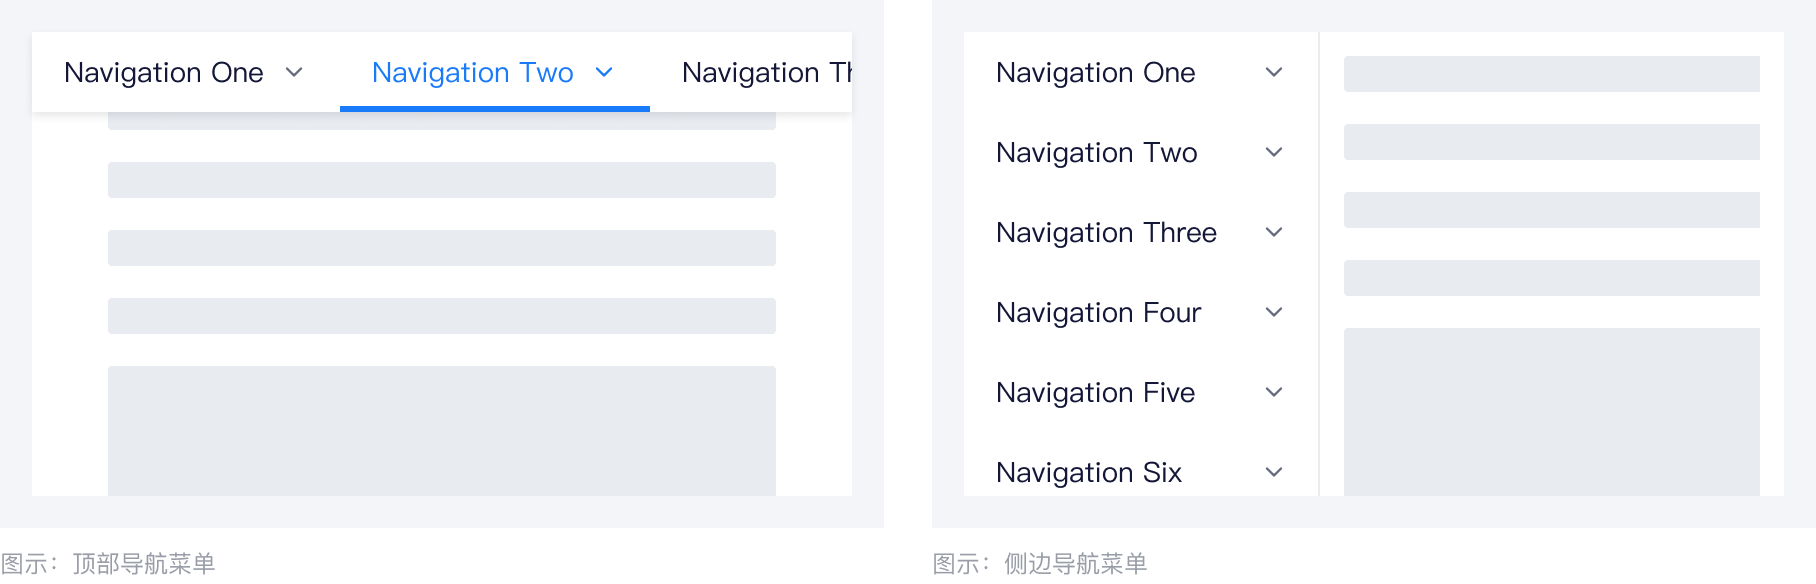 Navigation One
Navigation Two
Navigation Th
Navigation One
Navigation Two
Navigation Three
Navigation Four
Navigation Five
Navigation Six
图示：顶部导航菜单
图示：侧边导航菜单